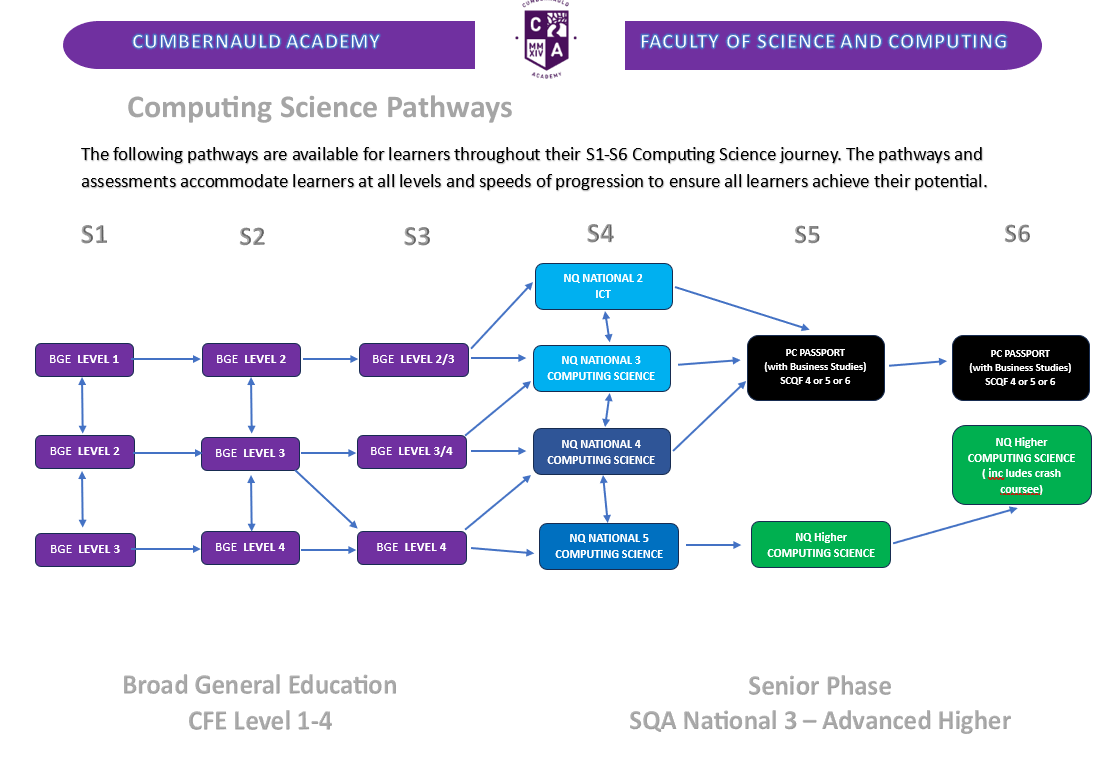 CUMBERNAULD ACADEMY
CUMBERNAULD
C
A
MM
XIV
ACADEMY
FACULTY OF SCIENCE AND COMPUTING
Computing Science Pathways
The following pathways are available for learners throughout their S1-S6 Computing Science journey. The pathways and
assessments accommodate learners at all levels and speeds of progression to ensure all learners achieve their potential.
S1
S2
S3
S4
S5
S6
NQ NATIONAL 2
ICT
BGE LEVEL 1
BGE LEVEL 2
BGE LEVEL 2/3
NQ NATIONAL 3
COMPUTING SCIENCE
PC PASSPORT
(with Business Studies)
SCQF 4 or 5 or 6
PC PASSPORT
(with Business Studies)
SCQF 4 or 5 or 6
BGE LEVEL 2
BGE LEVEL 3
BGE LEVEL 3/4
NQ NATIONAL 4
COMPUTING SCIENCE
NQ Higher
COMPUTING SCIENCE
( inc ludes crash
coursee)
BGE LEVEL 3
BGE LEVEL 4
BGE LEVEL 4
NQ NATIONAL 5
COMPUTING SCIENCE
NQ Higher
COMPUTING SCIENCE
Broad General Education
CFE Level 1-4
Senior Phase
SQA National 3 – Advanced Higher